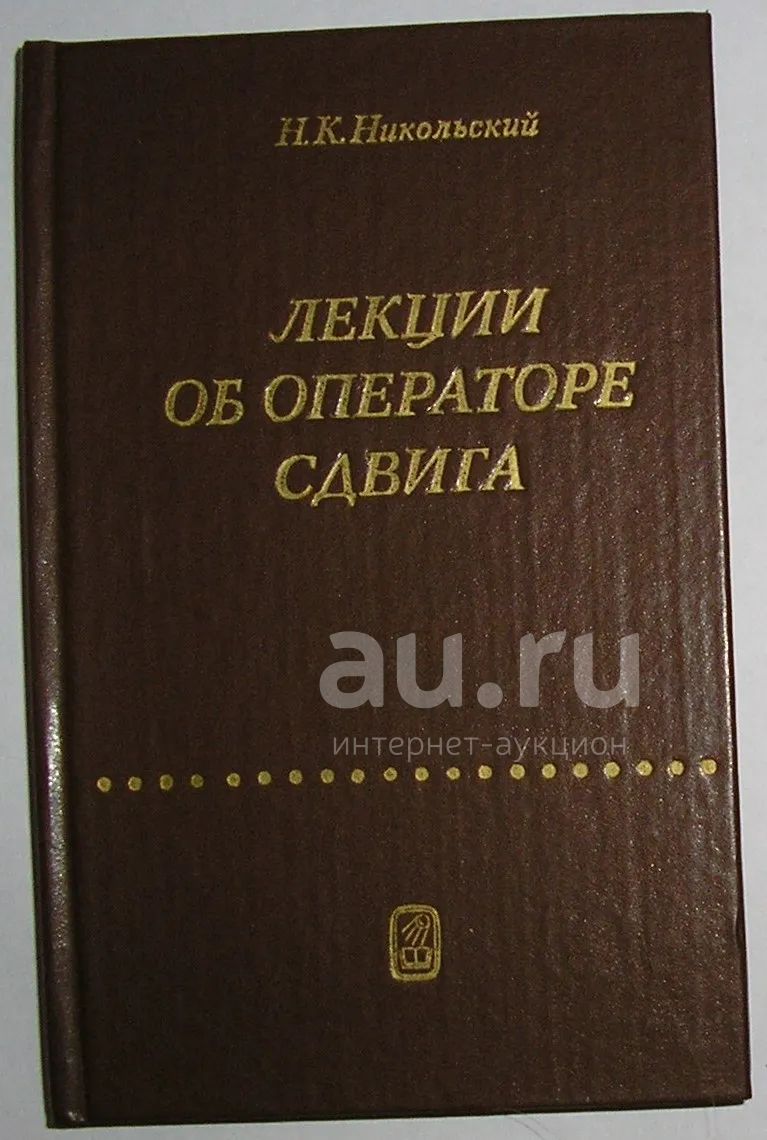 Н.К.Никольский
ЛЕКЦИИ
ОБ ОПЕРАТОРЕ
СДВИГА
au.ru
интернет-аукцион